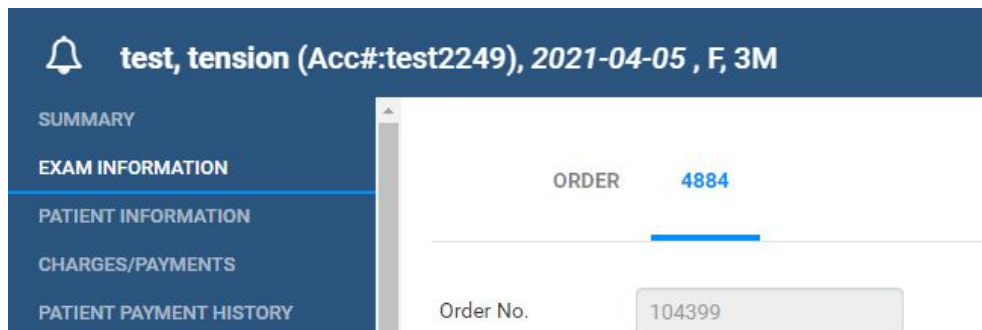 test, tension (Acc#:test2249), 2021-04-05 , F, 3M
SUMMARY
EXAM INFORMATION
PATIENT INFORMATION
CHARGES/PAYMENTS
PATIENT PAYMENT HISTORY
ORDER 4884
Order No. 104399